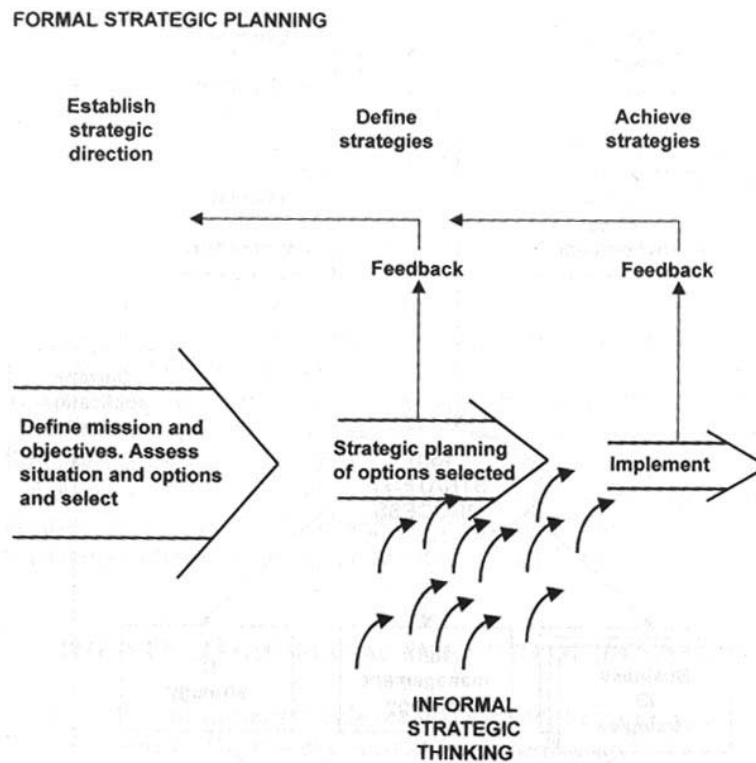 FORMAL STRATEGIC PLANNING
Establish
strategic
direction
Define
strategies
Achieve
strategies
Feedback
Feedback
Define mission and
objectives. Assess
situation and options
and select
Strategic planning
of options selected
Implement
INFORMAL
STRATEGIC
THINKING